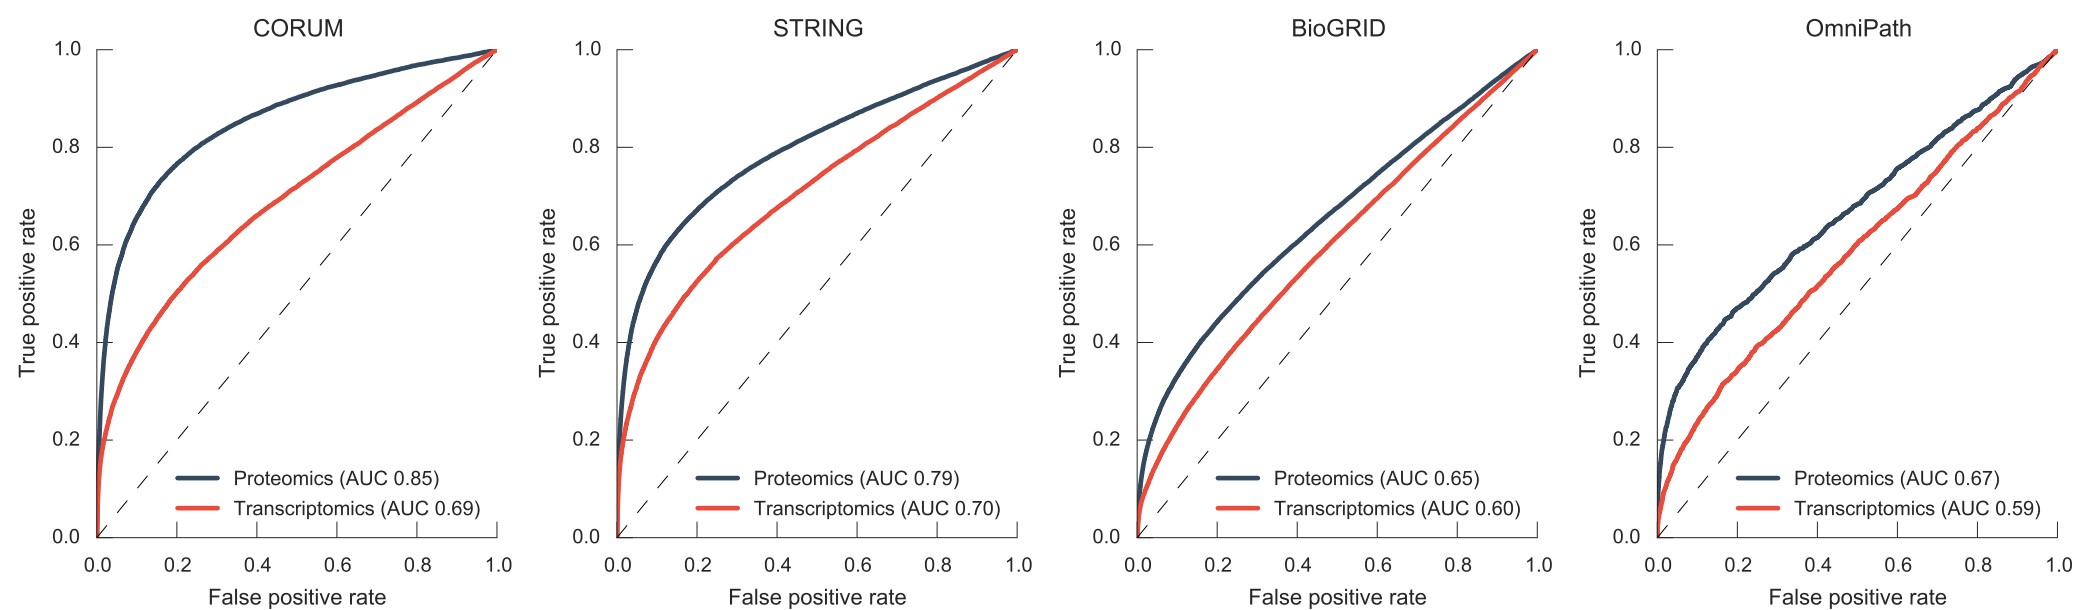 CORUM
True positive rate
1.0
0.8
0.6
0.4
0.2
0.0
Proteomics (AUC 0.85)
Transcriptomics (AUC 0.69)
0.0 0.2 0.4 0.6 0.8 1.0
False positive rate
STRING
True positive rate
1.0
0.8
0.6
0.4
0.2
0.0
Proteomics (AUC 0.79)
Transcriptomics (AUC 0.70)
0.0 0.2 0.4 0.6 0.8 1.0
False positive rate
BioGRID
True positive rate
1.0
0.8
0.6
0.4
0.2
0.0
Proteomics (AUC 0.65)
Transcriptomics (AUC 0.60)
0.0 0.2 0.4 0.6 0.8 1.0
False positive rate
OmniPath
True positive rate
1.0
0.8
0.6
0.4
0.2
0.0
Proteomics (AUC 0.67)
Transcriptomics (AUC 0.59)
0.0 0.2 0.4 0.6 0.8 1.0
False positive rate